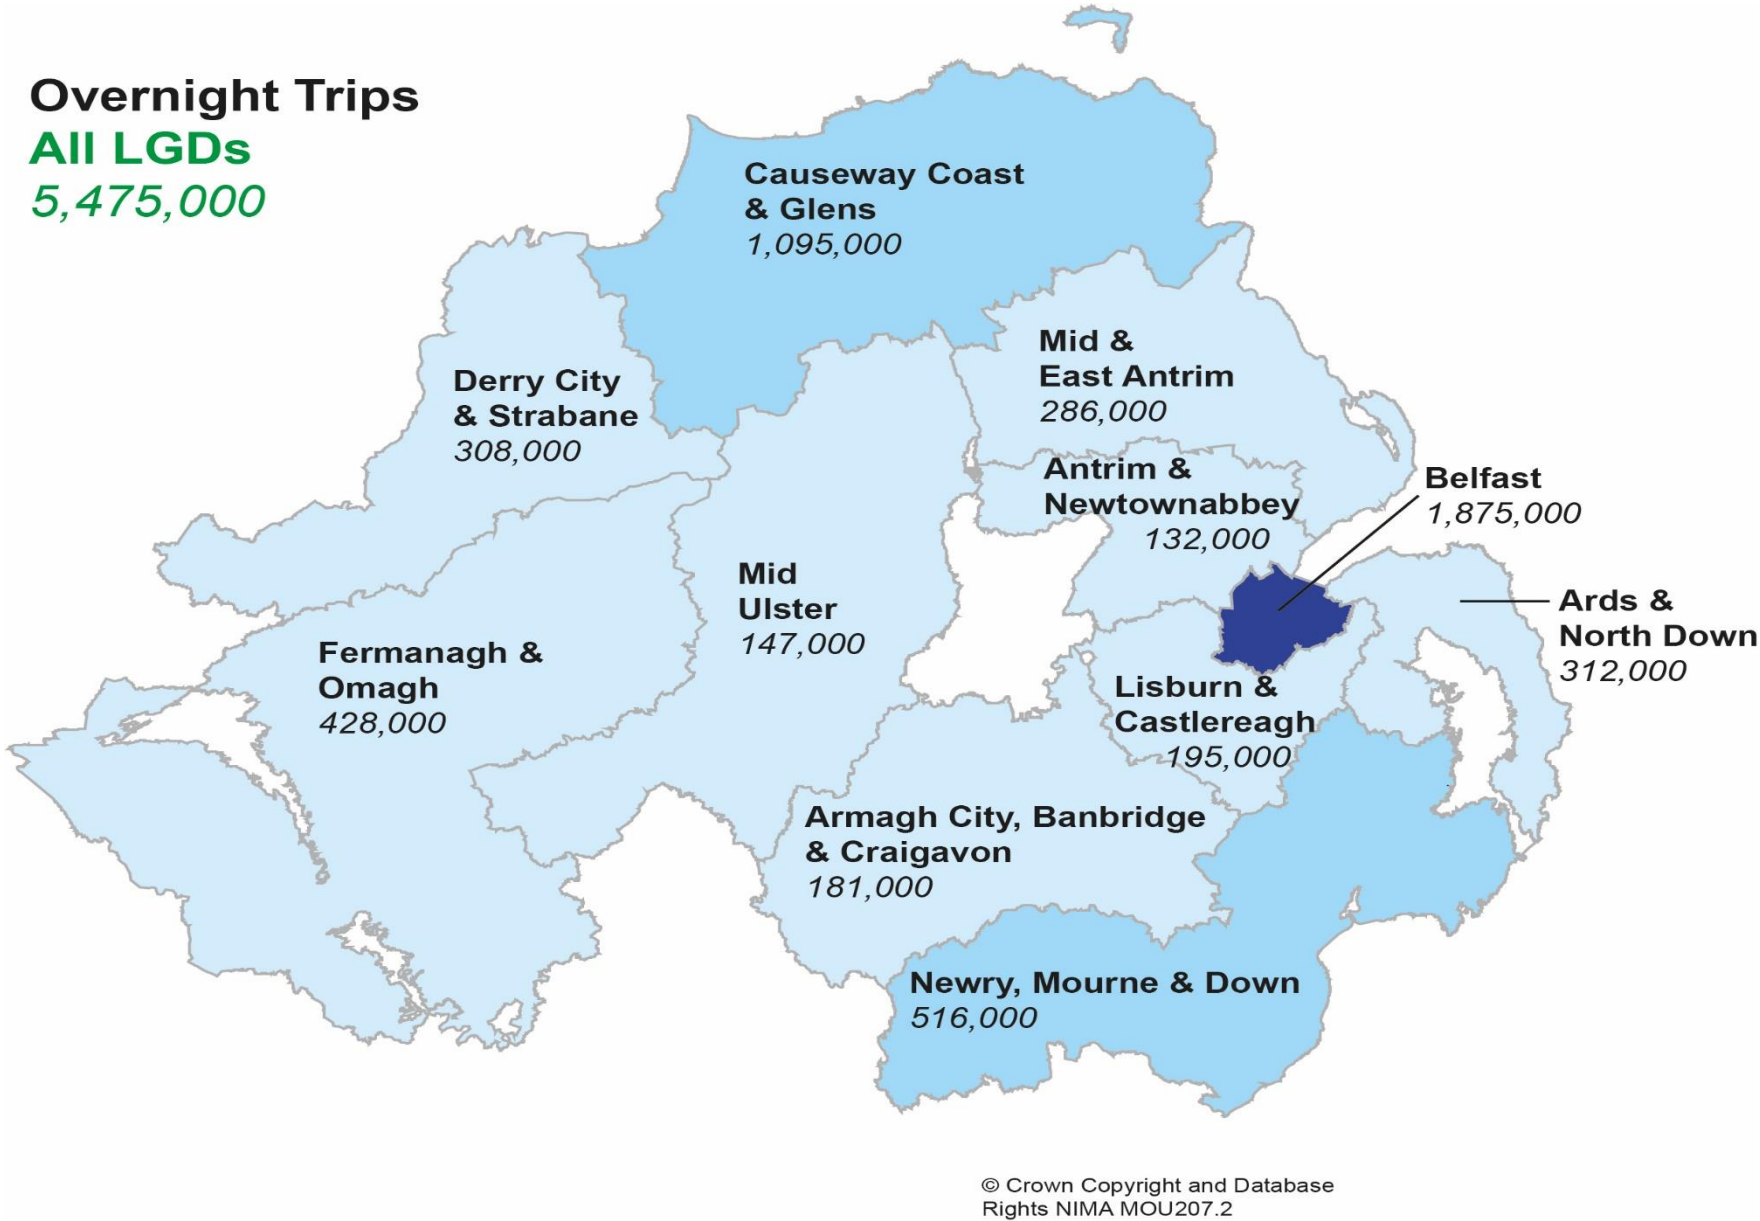 Overnight Trips
All LGDs
5,475,000
Causeway Coast
& Glens
1,095,000
Mid &
East Antrim
286,000
Derry City
& Strabane
308,000
Antrim &
Newtownabbey
132,000
Belfast
1,875,000
Mid
Ulster
147,000
Ards &
North Down
312,000
Fermanagh &
Omagh
428,000
Lisburn &
Castlereagh
195,000
Armagh City, Banbridge
& Craigavon
181,000
Newry, Mourne & Down
516,000
© Crown Copyright and Database
Rights NIMA MOU207.2